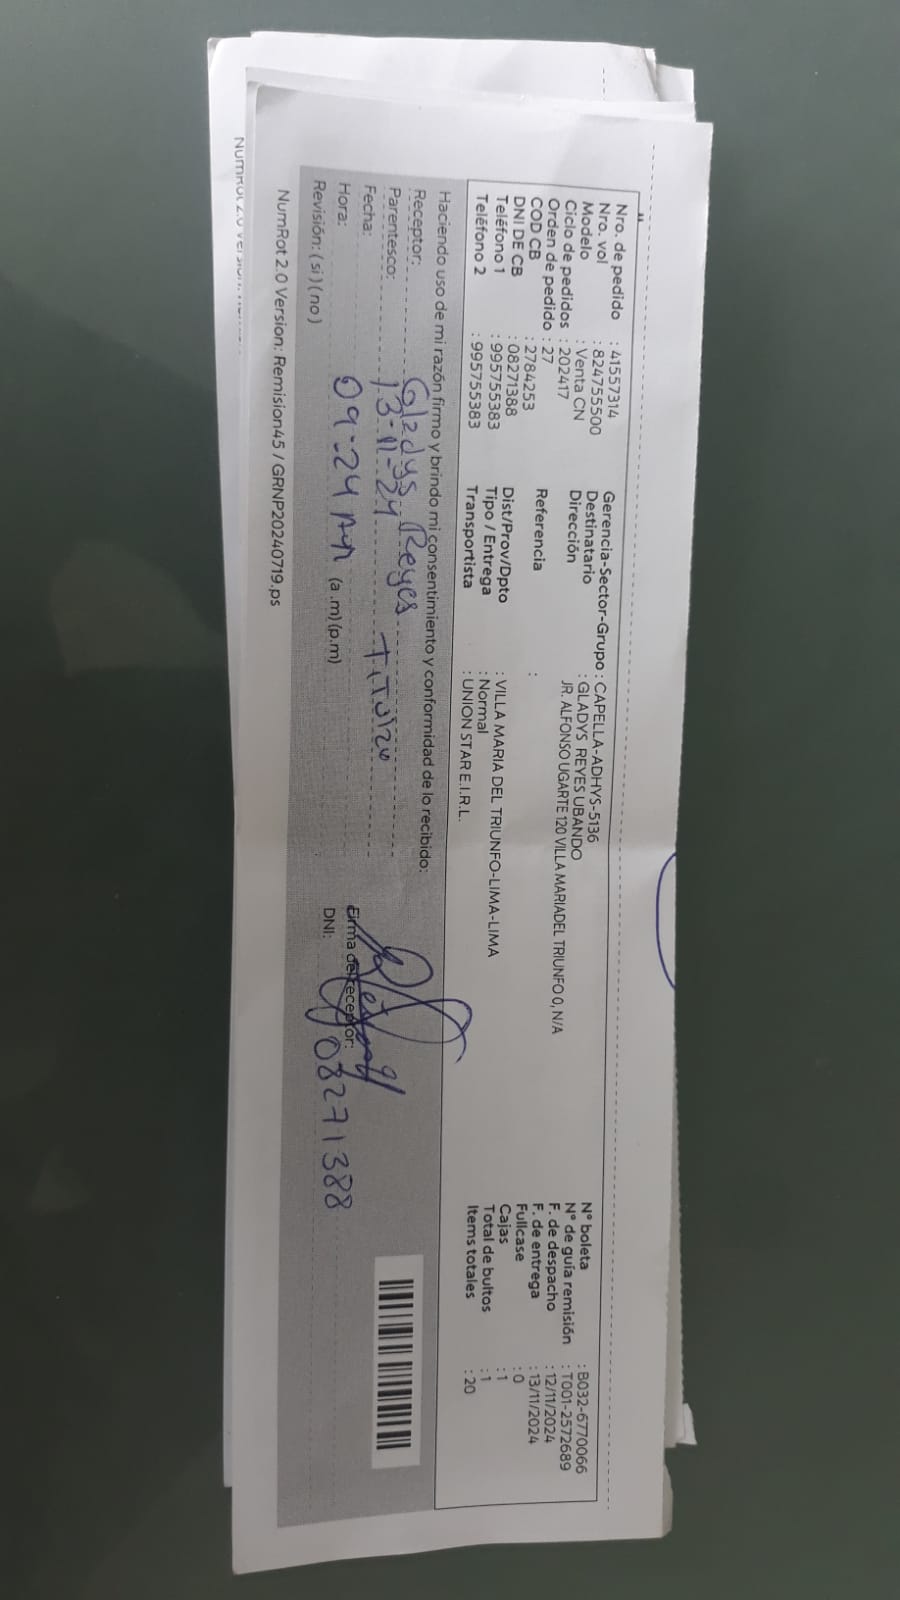 Nro. de pedido : 41557314
Nro. vol : 824755500
Modelo : Venta CN
Ciclo de pedidos : 202417
Orden de pedido : 27
COD CB : 2784253
DNI DE CB : 08271388
Teléfono 1 : 995755383
Teléfono 2 : 995755383
Gerencia-Sector-Grupo : CAPELLA-ADHVS-5136
Destinatario : GLADYS REYES UBANDO
Dirección JR. ALFONSO UGARTE 120 VILLA MARIADEL TRIUNFO 0, N/A
Referencia :
Dist/Prov/Dpto : VILLA MARIA DEL TRIUNFO-LIMA-LIMA
Tipo / Entrega : Normal
Transportista : UNION STAR E.I.R.L.
N° boleta : B032-6770066
N° de guía remisión : T001-2572689
F. de despacho : 12/11/2024
F. de entrega : 13/11/2024
Fullcase : 0
Cajas : 1
Total de bultos : 1
Items totales : 20
Haciendo uso de mi razón firmo y brindo mi consentimiento y conformidad de lo recibido:
Receptor: Gladys Reyes
Parentesco: Titular
Fecha: 13-11-24
Hora: 09:24 Am (a.m)(p.m)
Revisión: ( si ) ( no )
Firma del receptor:
DNI: 08271388
NumRot 2.0 Version: Remision45 / GRNP20240719.ps